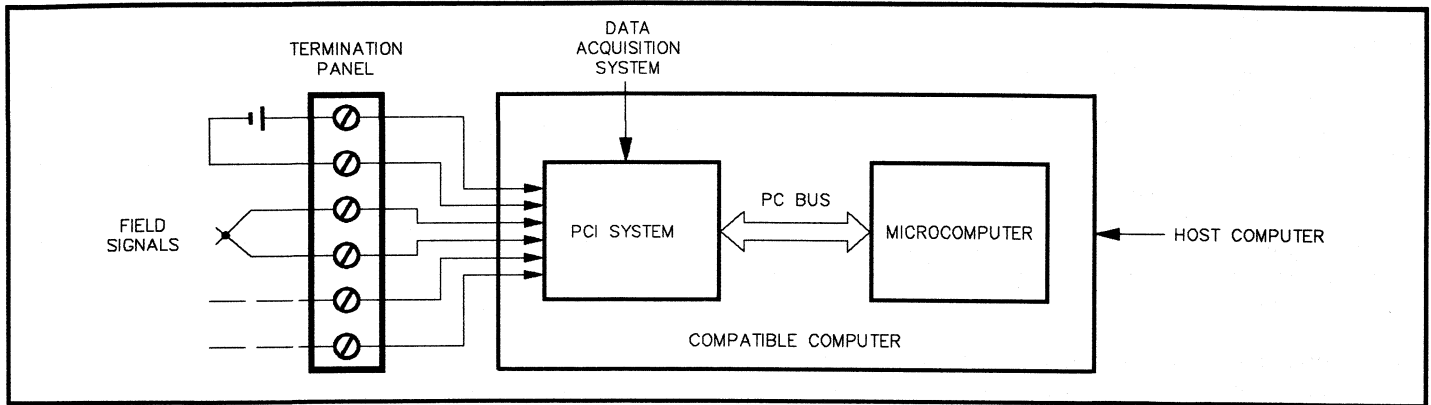 DATA
ACQUISITION
SYSTEM
TERMINATION
PANEL
FIELD
SIGNALS
PCI SYSTEM
PC BUS
MICROCOMPUTER
HOST COMPUTER
COMPATIBLE COMPUTER